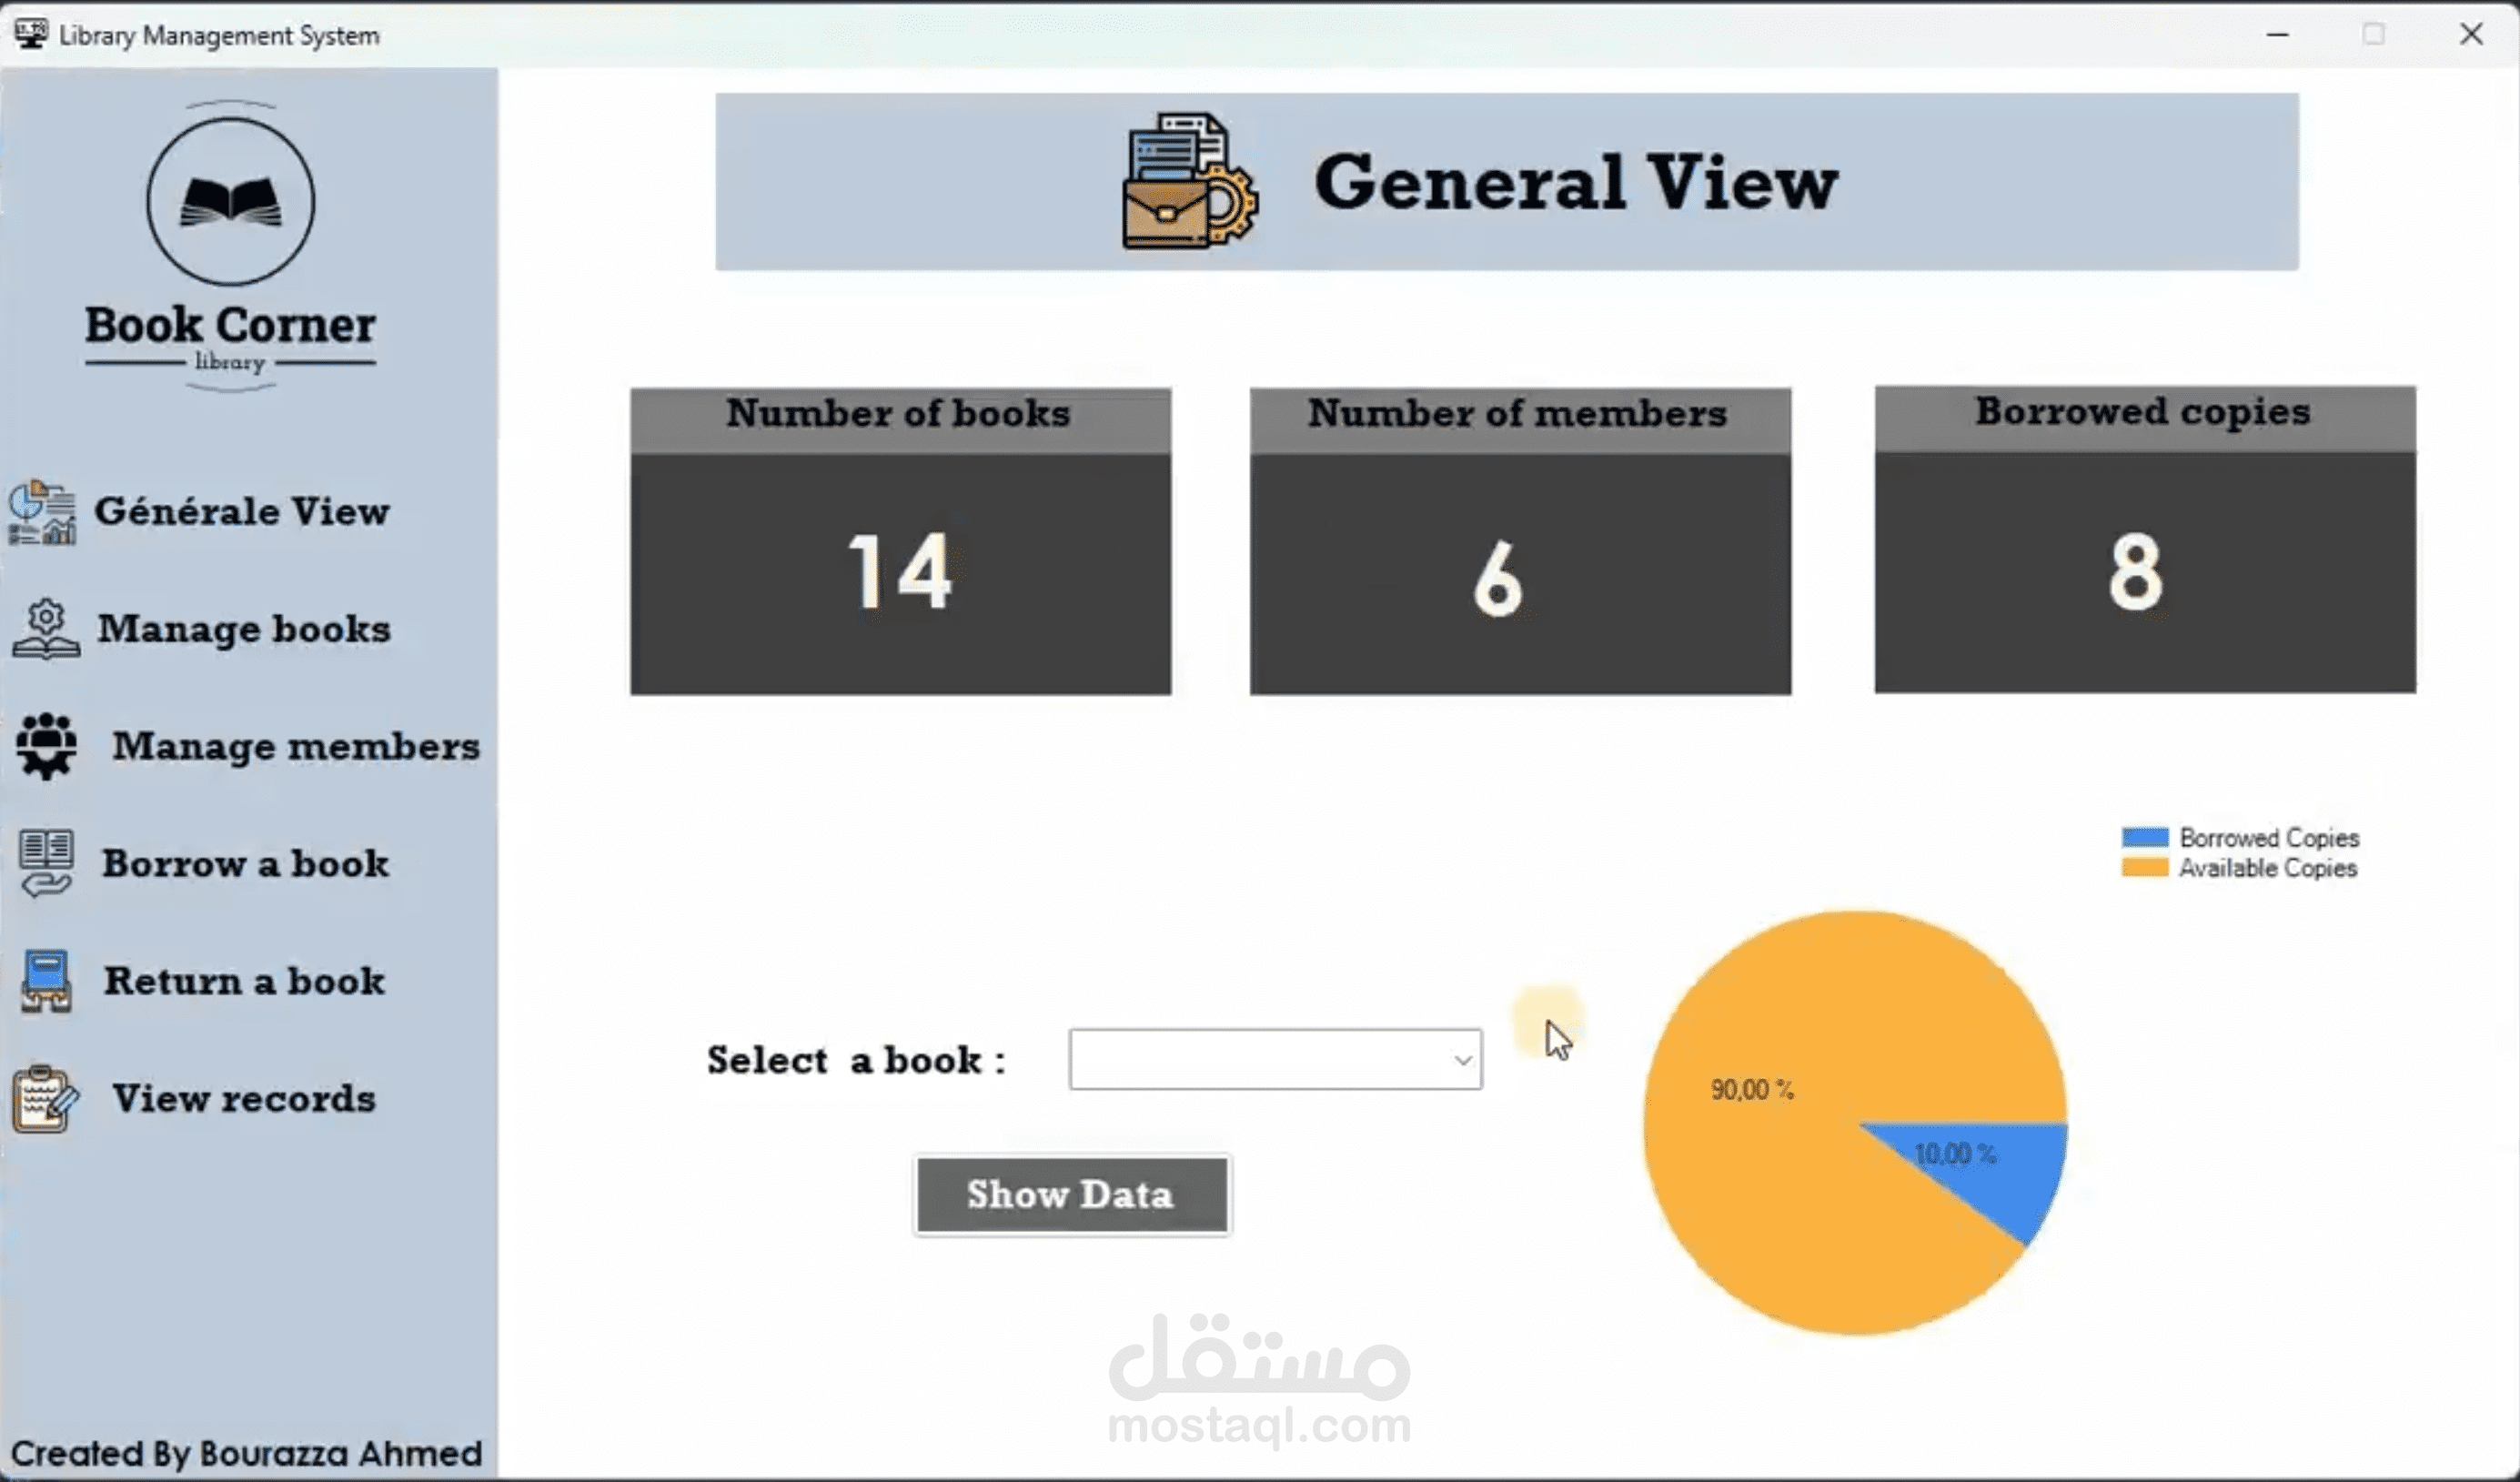 Library Management System
Book Corner
library
Générale View
Manage books
Manage members
Borrow a book
Return a book
View records
Created By Bourazza Ahmed
General View
Number of books
14
Number of members
6
Borrowed copies
8
Borrowed Copies
Available Copies
90,00 %
10,00 %
Select a book :
Show Data
مستقل
mostaql.com